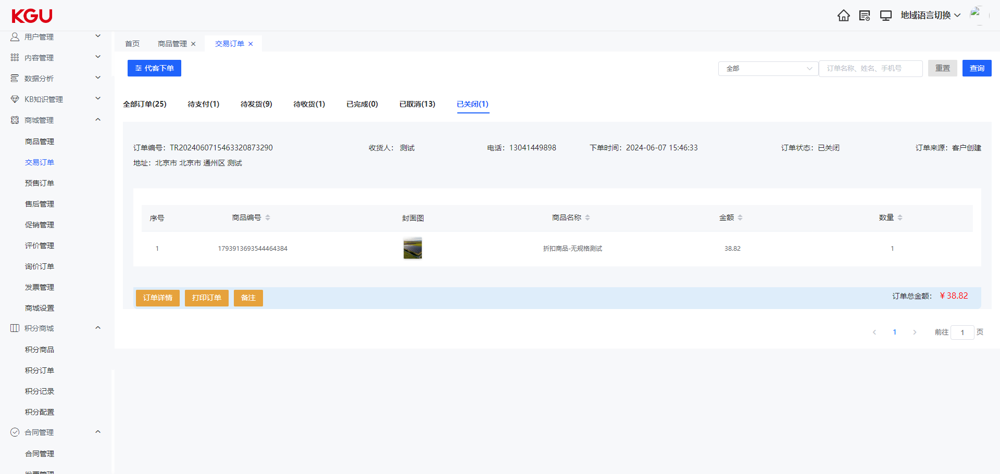 KGU
地域语言切换
用户管理
内容管理
数据分析
KB知识管理
商城管理
商品管理
交易订单
预售订单
售后管理
促销管理
评价管理
询价订单
发票管理
商城设置
积分商城
积分商品
积分订单
积分记录
积分配置
合同管理
合同管理
发票管理
首页 商品管理 交易订单
代客下单 全部 订单名称、姓名、手机号 重置 查询
全部订单(25) 待支付(1) 待发货(9) 待收货(1) 已完成(0) 已取消(13) 已关闭(1)
订单编号：TR2024060715463320873290 收货人： 测试 电话：13041449898 下单时间：2024-06-07 15:46:33 订单状态：已关闭 订单来源：客户创建
地址：北京市 北京市 通州区 测试
序号 商品编号 封面图 商品名称 金额 数量
1 1793913693544464384 折扣商品-无规格测试 38.82 1
订单详情 打印订单 备注 订单总金额： ¥ 38.82
1 前往 1 页